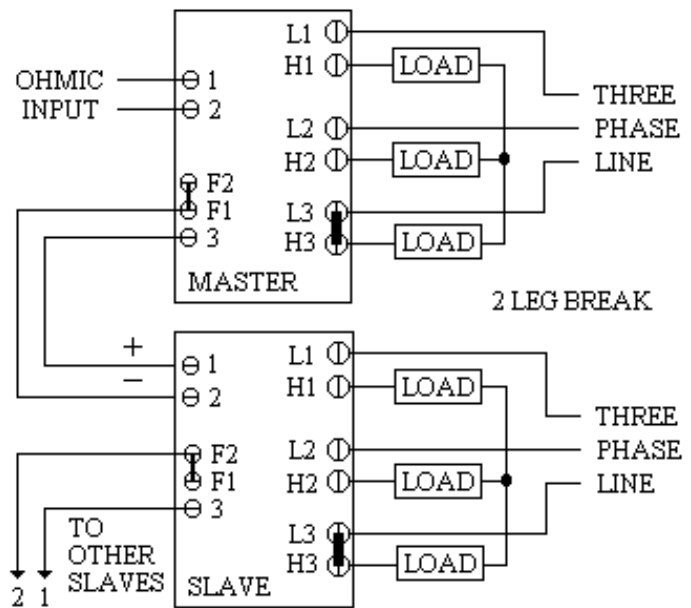 L1
H1
LOAD
OHMIC
INPUT
1
2
THREE
PHASE
LINE
L2
H2
LOAD
F2
F1
3
L3
H3
LOAD
MASTER
2 LEG BREAK
+
−
1
2
L1
H1
LOAD
THREE
PHASE
LINE
L2
H2
LOAD
F2
F1
3
L3
H3
LOAD
TO
OTHER
SLAVES
2 1
SLAVE